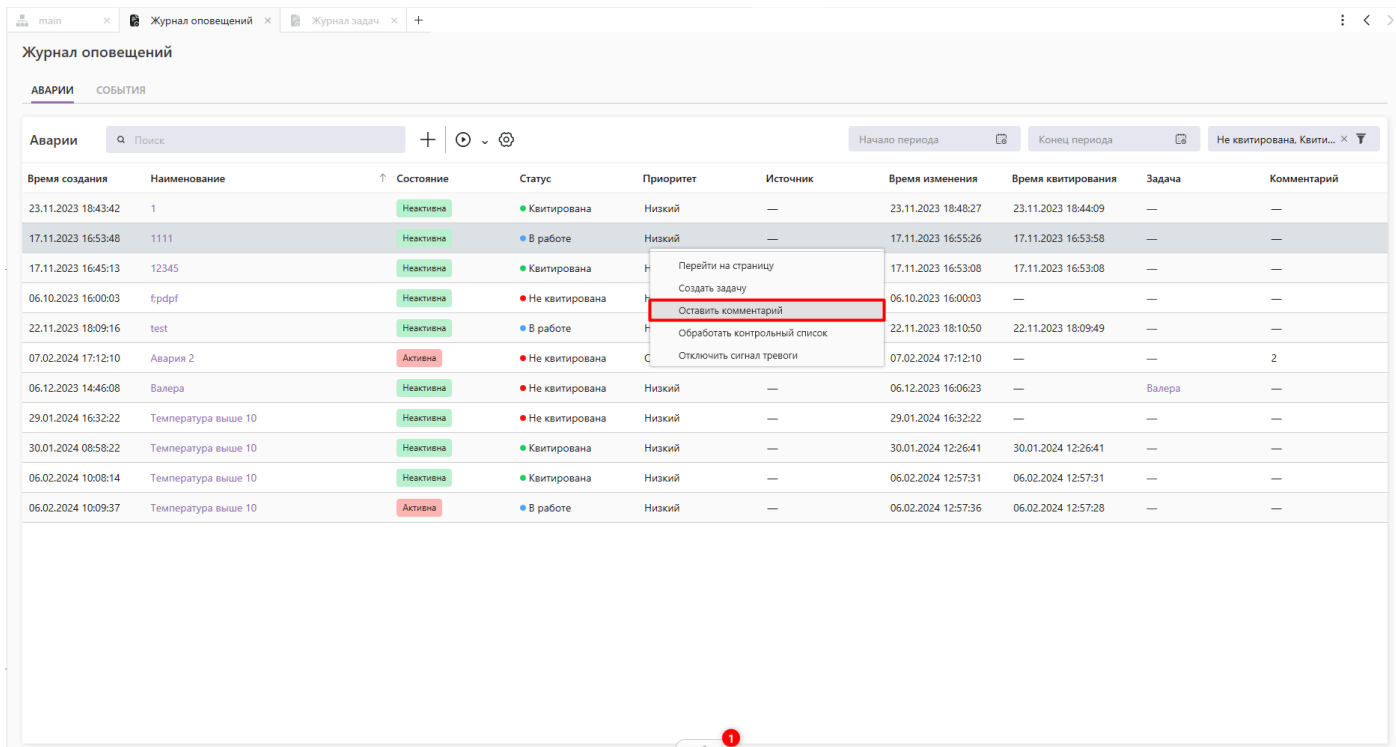 main × Журнал оповещений × Журнал задач × +
Журнал оповещений
АВАРИИ СОБЫТИЯ
Аварии Поиск Начало периода Конец периода Не квитирована, Квити... ×
Время создания Наименование ↑ Состояние Статус Приоритет Источник Время изменения Время квитирования Задача Комментарий
23.11.2023 18:43:42 1 Неактивна Квитирована Низкий — 23.11.2023 18:48:27 23.11.2023 18:44:09 — —
17.11.2023 16:53:48 1111 Неактивна В работе Низкий — 17.11.2023 16:55:26 17.11.2023 16:53:58 — —
17.11.2023 16:45:13 12345 Неактивна Квитирована 17.11.2023 16:53:08 17.11.2023 16:53:08 — —
06.10.2023 16:00:03 f;pdpf Неактивна Не квитирована 06.10.2023 16:00:03 — — —
22.11.2023 18:09:16 test Неактивна В работе 22.11.2023 18:10:50 22.11.2023 18:09:49 — —
07.02.2024 17:12:10 Авария 2 Активна Не квитирована 07.02.2024 17:12:10 — — 2
06.12.2023 14:46:08 Валера Неактивна Не квитирована Низкий — 06.12.2023 16:06:23 — Валера —
29.01.2024 16:32:22 Температура выше 10 Неактивна Не квитирована Низкий — 29.01.2024 16:32:22 — — —
30.01.2024 08:58:22 Температура выше 10 Неактивна Квитирована Низкий — 30.01.2024 12:26:41 30.01.2024 12:26:41 — —
06.02.2024 10:08:14 Температура выше 10 Неактивна Квитирована Низкий — 06.02.2024 12:57:31 06.02.2024 12:57:31 — —
06.02.2024 10:09:37 Температура выше 10 Активна В работе Низкий — 06.02.2024 12:57:36 06.02.2024 12:57:28 — —
Перейти на страницу
Создать задачу
Оставить комментарий
Обработать контрольный список
Отключить сигнал тревоги
1